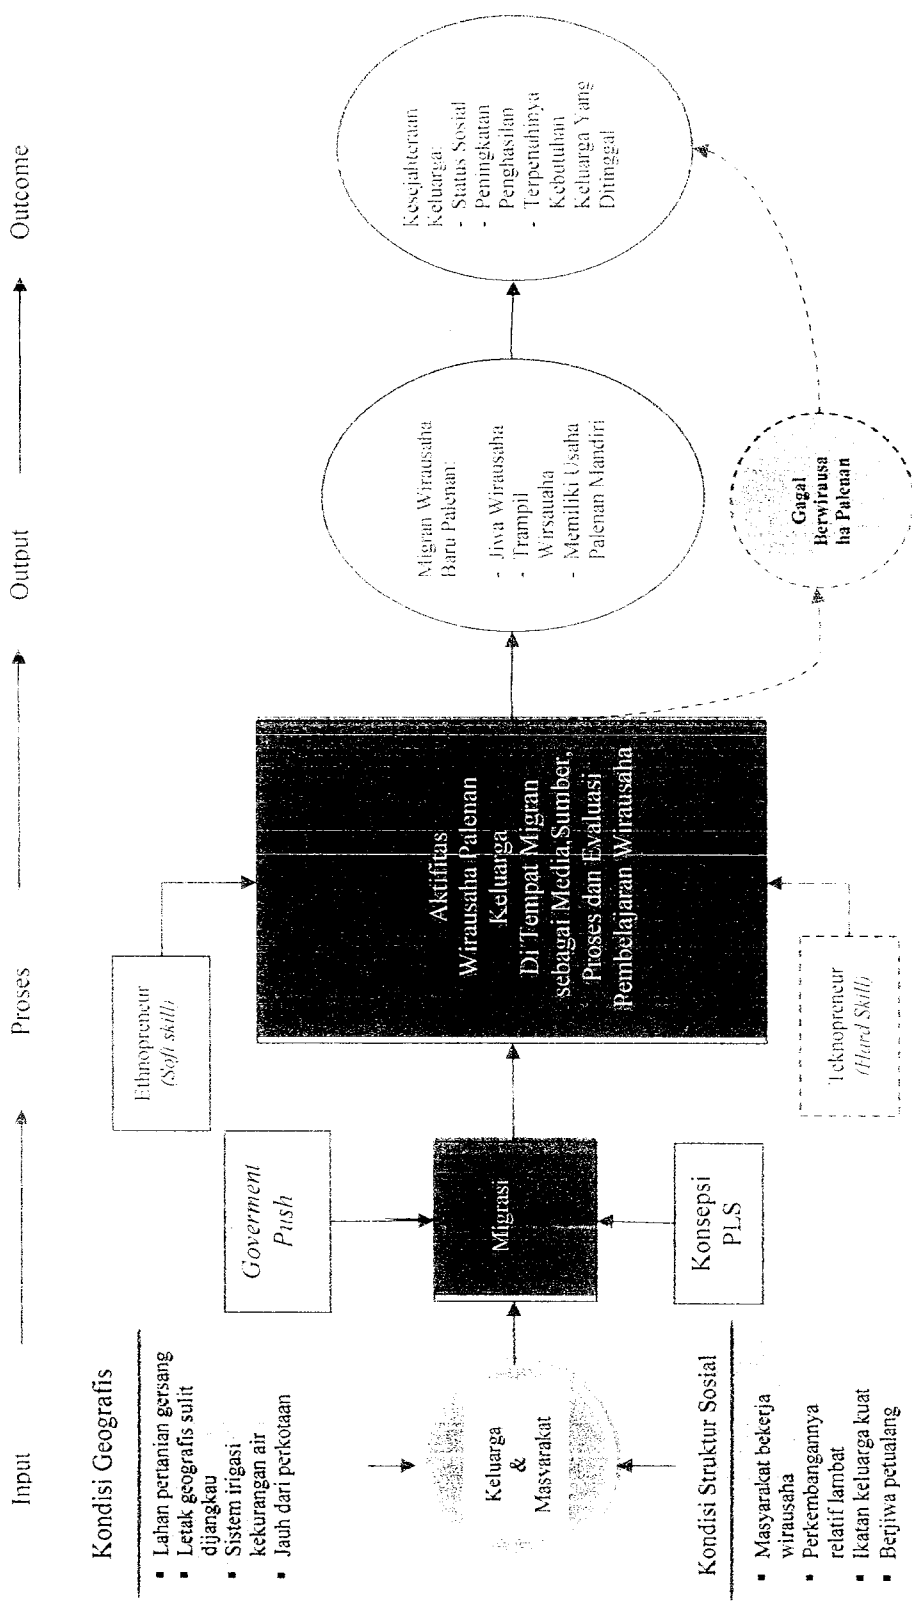 Input
Proses
Output
Outcome
Kondisi Geografis
▪ Lahan pertanian gersang
▪ Letak geografis sulit
dijangkau
▪ Sistem irigasi
kekurangan air
▪ Jauh dari perkotaan
Keluarga
&
Masyarakat
Kondisi Struktur Sosial
▪ Masyarakat bekerja
wirausaha
▪ Perkembangannya
relatif lambat
▪ Ikatan keluarga kuat
▪ Berjiwa petualang
Goverment
Push
Migrasi
Konsepsi
PLS
Ethnopreneur
(Soft skill)
Aktifitas
Wirausaha Palenan
Keluarga
Di Tempat Migran
sebagai Media,Sumber,
Proses dan Evaluasi
Pembelajaran Wirausaha
Teknopreneur
(Hard Skill)
Migran Wirausaha
Baru Palenan:
- Jiwa Wirausaha
- Trampil
Wirsauaha
- Memiliki Usaha
Palenan Mandiri
Gagal
Berwirausa
ha Palenan
Kesejahteraan
Keluarga:
- Status Sosial
- Peningkatan
Penghasilan
- Terpenuhinya
Kebutuhan
Keluarga Yang
Ditinggal